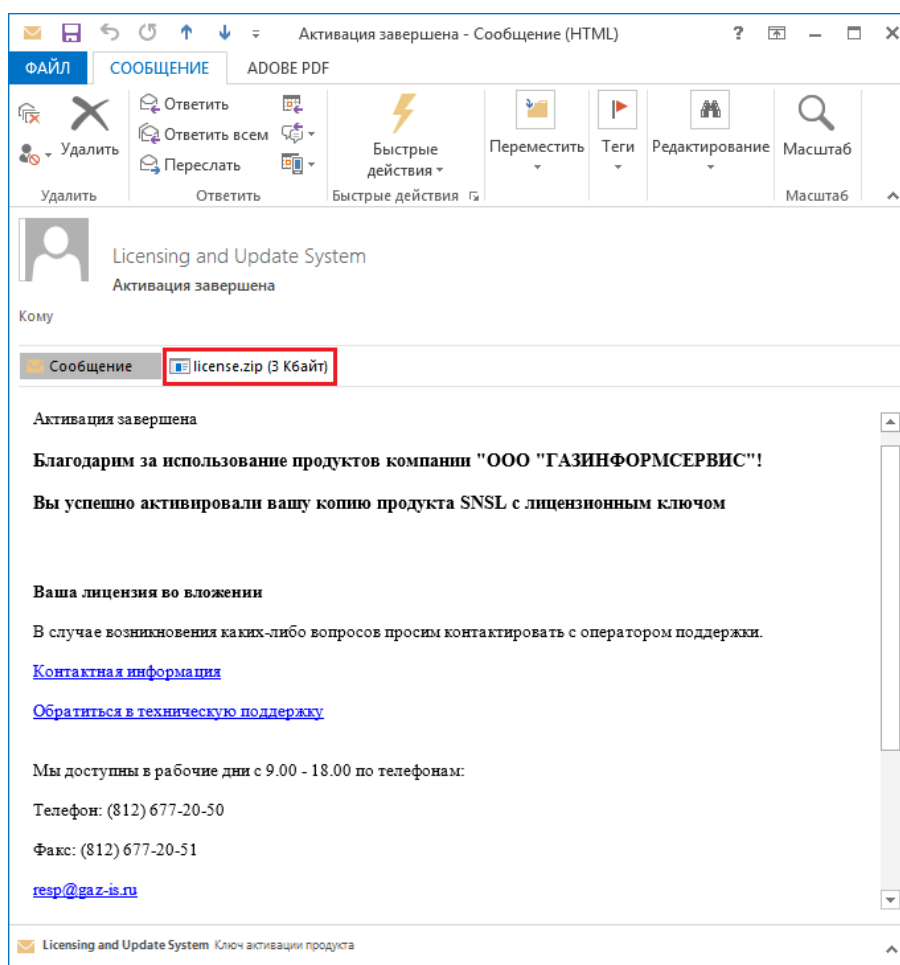 Активация завершена - Сообщение (HTML) ?
ФАЙЛ СООБЩЕНИЕ ADOBE PDF
Удалить
Ответить
Ответить всем
Переслать
Быстрые действия
Переместить
Теги
Редактирование
Масштаб
Удалить Ответить Быстрые действия Масштаб
Licensing and Update System
Активация завершена
Кому
Сообщение license.zip (3 Кбайт)
Активация завершена
Благодарим за использование продуктов компании "ООО "ГАЗИНФОРМСЕРВИС"!
Вы успешно активировали вашу копию продукта SNSL с лицензионным ключом
Ваша лицензия во вложении
В случае возникновения каких-либо вопросов просим контактировать с оператором поддержки.
Контактная информация
Обратиться в техническую поддержку
Мы доступны в рабочие дни с 9.00 - 18.00 по телефонам:
Телефон: (812) 677-20-50
Факс: (812) 677-20-51
resp@gaz-is.ru
Licensing and Update System Ключ активации продукта